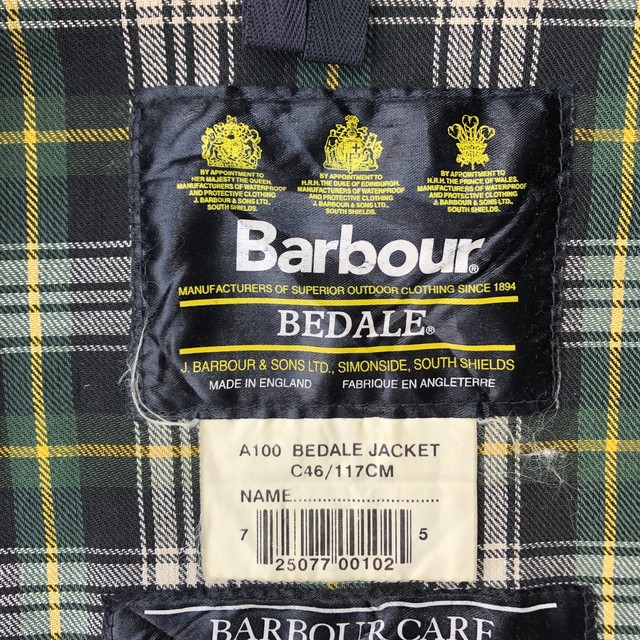 BY APPOINTMENT TO
HER MAJESTY THE QUEEN.
MANUFACTURERS OF WATERPROOF
AND PROTECTIVE CLOTHING
J. BARBOUR & SONS LTD.,
SOUTH SHIELDS.
BY APPOINTMENT TO
H.R.H. THE DUKE OF EDINBURGH.
MANUFACTURERS OF WATERPROOF
AND PROTECTIVE CLOTHING
J. BARBOUR & SONS LTD.,
SOUTH SHIELDS.
BY APPOINTMENT TO
H.R.H. THE PRINCE OF WALES.
MANUFACTURERS OF WATERPROOF
AND PROTECTIVE CLOTHING
J. BARBOUR & SONS LTD.,
SOUTH SHIELDS.
Barbour®
MANUFACTURERS OF SUPERIOR OUTDOOR CLOTHING SINCE 1894
BEDALE®
J. BARBOUR & SONS LTD., SIMONSIDE, SOUTH SHIELDS
MADE IN ENGLAND FABRIQUE EN ANGLETERRE
A100 BEDALE JACKET
C46/117CM
NAME..............................
7 25077 00102 5
BARBOUR CARE